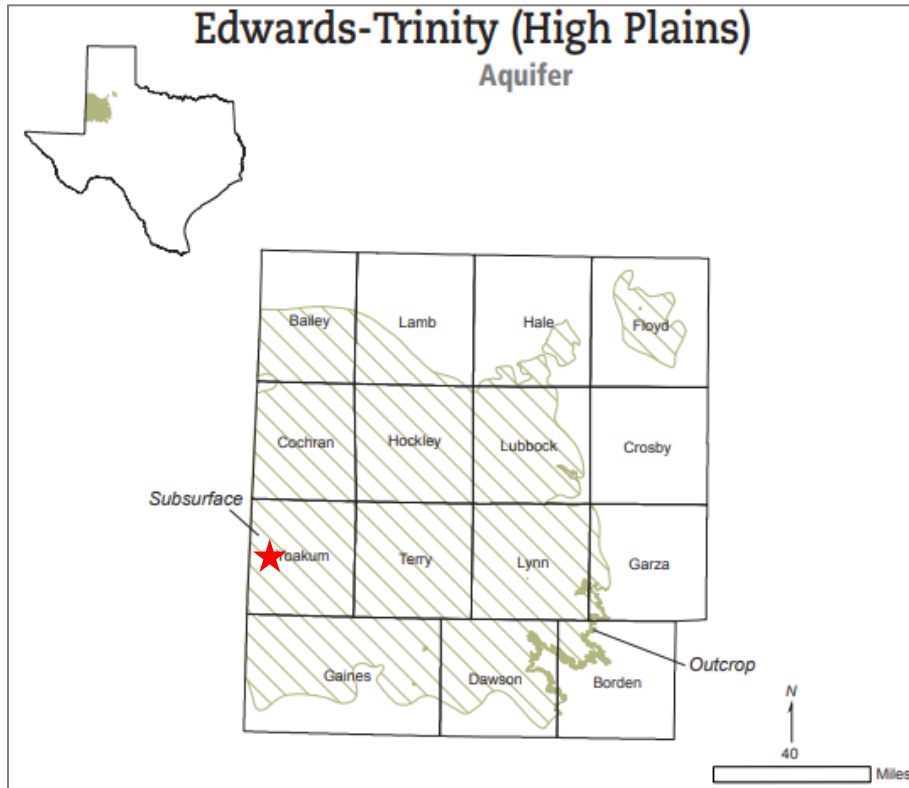 Edwards-Trinity (High Plains)
Aquifer
Bailey
Lamb
Hale
Floyd
Cochran
Hockley
Lubbock
Crosby
Subsurface
oakum
Terry
Lynn
Garza
Gaines
Dawson
Borden
Outcrop
N
40
Miles